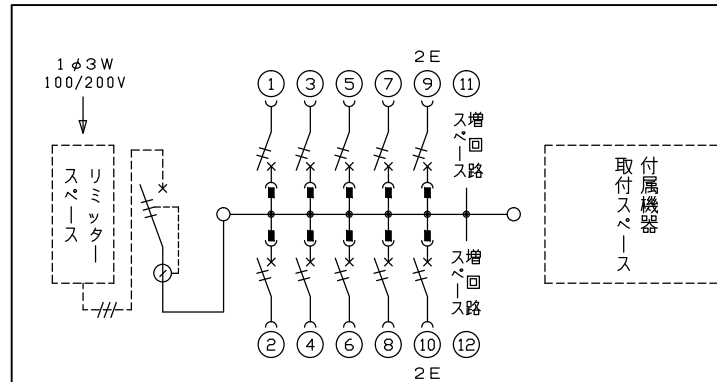 1φ3W
100/200V
リミッター
スペース
2E
1 3 5 7 9 11
増回路
スペース
増回路
スペース
2 4 6 8 10 12
2E
付属機器
取付スペース